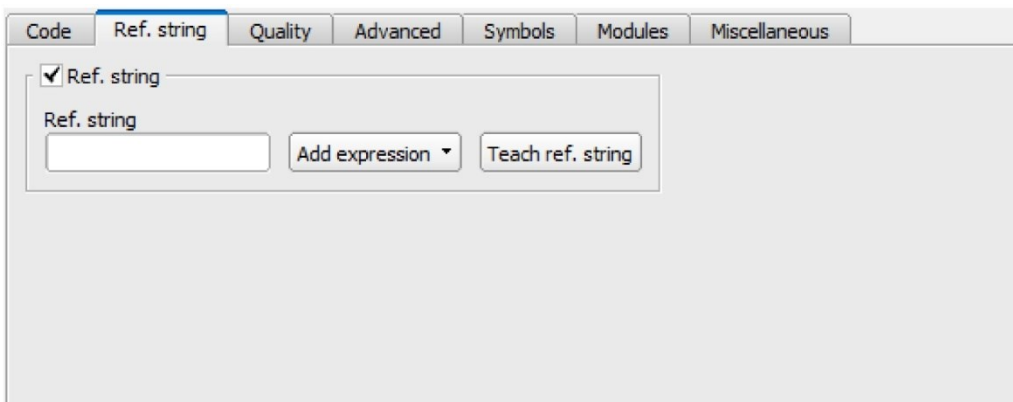 Code Ref. string Quality Advanced Symbols Modules Miscellaneous
Ref. string
Ref. string
Add expression Teach ref. string